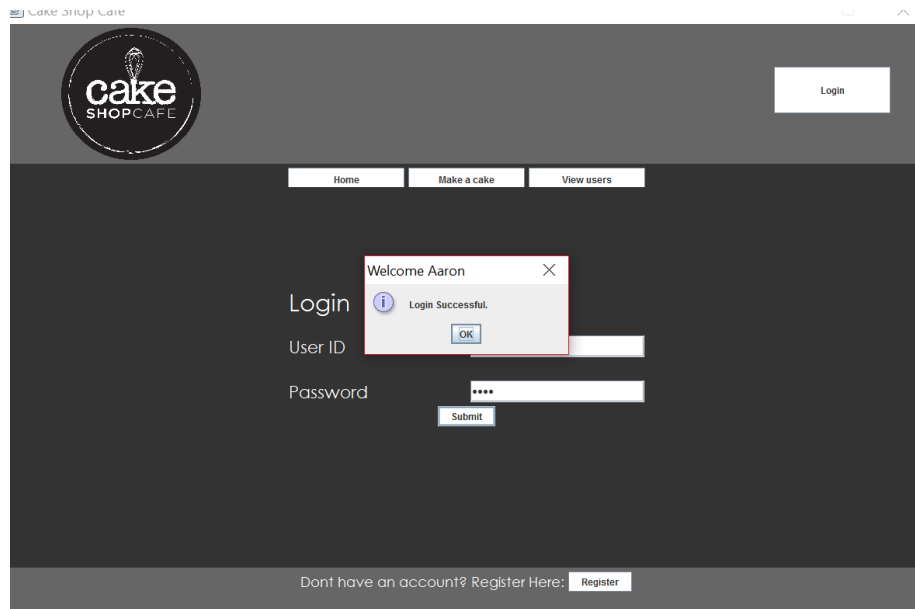 Cake Shop Cafe
cake
SHOPCAFE
Login
Home
Make a cake
View users
Welcome Aaron
Login Successful.
OK
Login
User ID
Password
••••
Submit
Dont have an account? Register Here:
Register